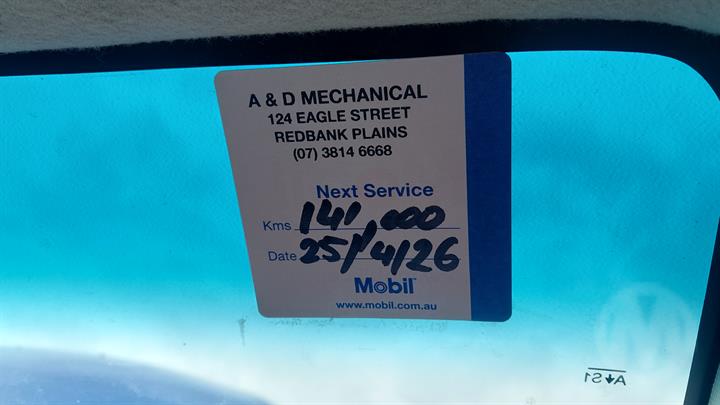 A & D MECHANICAL
124 EAGLE STREET
REDBANK PLAINS
(07) 3814 6668
Next Service
Kms 141,000
Date 25/4/26
Mobil
www.mobil.com.au
M
A↓S1